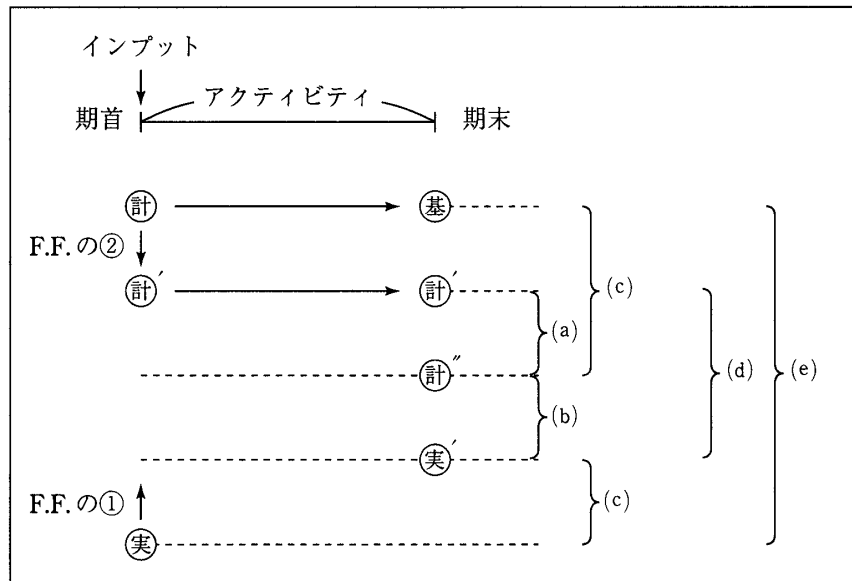 インプット
アクティビティ
期首 期末
計 基
F.F.の② (c)
計′ 計′
(a)
計″ (d) (e)
(b)
実′
F.F.の① (c)
実